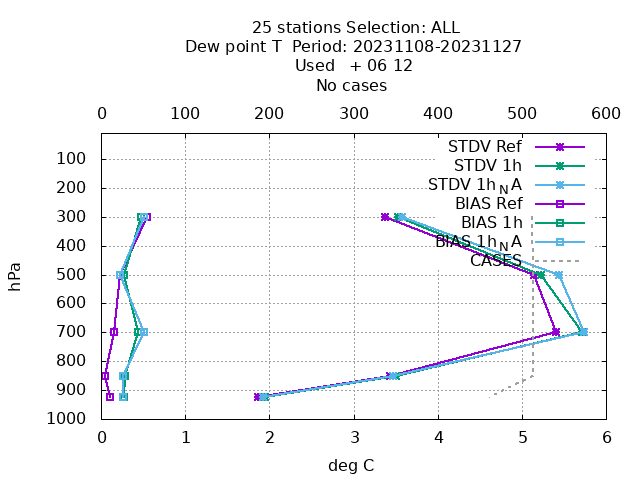 25 stations Selection: ALL
Dew point T  Period: 20231108-20231127
Used  + 06 12
No cases
0 100 200 300 400 500 600
STDV Ref
STDV 1h
STDV 1h_NA
BIAS Ref
BIAS 1h
BIAS 1h_NA
CASES
100
200
300
400
500
600
700
800
900
1000
hPa
0 1 2 3 4 5 6
deg C